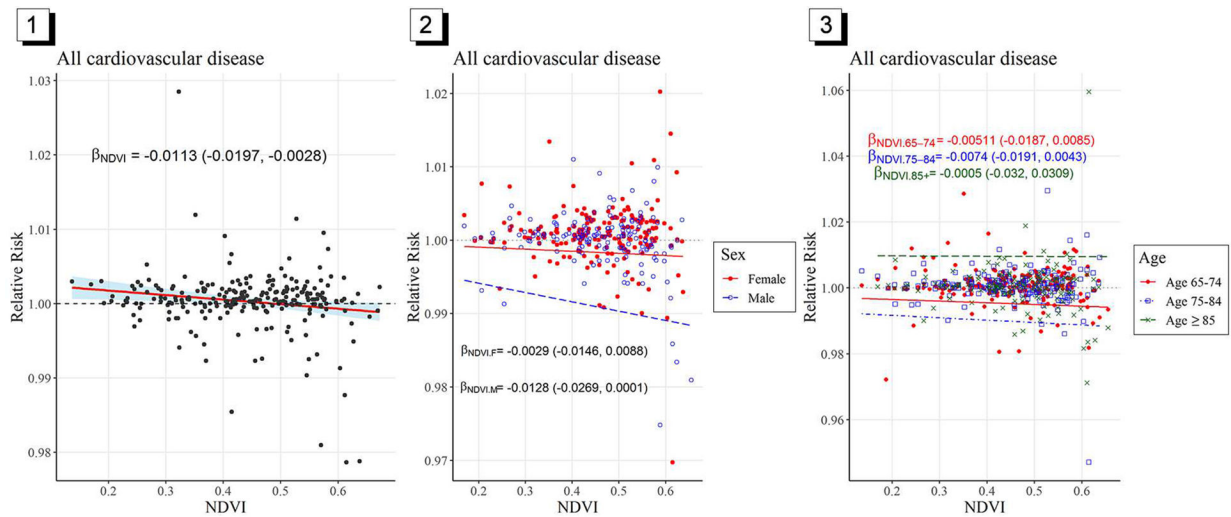 1
All cardiovascular disease
1.03
1.02
1.01
1.00
0.99
0.98
Relative Risk
βNDVI = -0.0113 (-0.0197, -0.0028)
0.2 0.3 0.4 0.5 0.6
NDVI
2
All cardiovascular disease
1.02
1.01
1.00
0.99
0.98
0.97
Relative Risk
βNDVI.F= -0.0029 (-0.0146, 0.0088)
βNDVI.M= -0.0128 (-0.0269, 0.0001)
0.2 0.3 0.4 0.5 0.6
NDVI
Sex
Female
Male
3
All cardiovascular disease
1.06
1.04
1.02
1.00
0.98
0.96
Relative Risk
βNDVI.65–74= -0.00511 (-0.0187, 0.0085)
βNDVI.75–84= -0.0074 (-0.0191, 0.0043)
βNDVI.85+= -0.0005 (-0.032, 0.0309)
0.2 0.3 0.4 0.5 0.6
NDVI
Age
Age 65-74
Age 75-84
Age ≥ 85